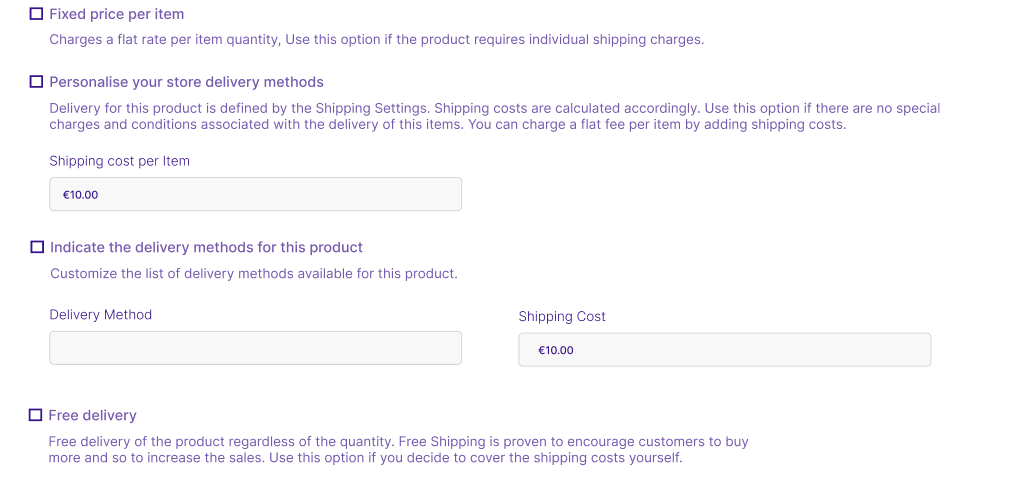 Fixed price per item
Charges a flat rate per item quantity, Use this option if the product requires individual shipping charges.
Personalise your store delivery methods
Delivery for this product is defined by the Shipping Settings. Shipping costs are calculated accordingly. Use this option if there are no special
charges and conditions associated with the delivery of this items. You can charge a flat fee per item by adding shipping costs.
Shipping cost per Item
€10.00
Indicate the delivery methods for this product
Customize the list of delivery methods available for this product.
Delivery Method
Shipping Cost
€10.00
Free delivery
Free delivery of the product regardless of the quantity. Free Shipping is proven to encourage customers to buy
more and so to increase the sales. Use this option if you decide to cover the shipping costs yourself.